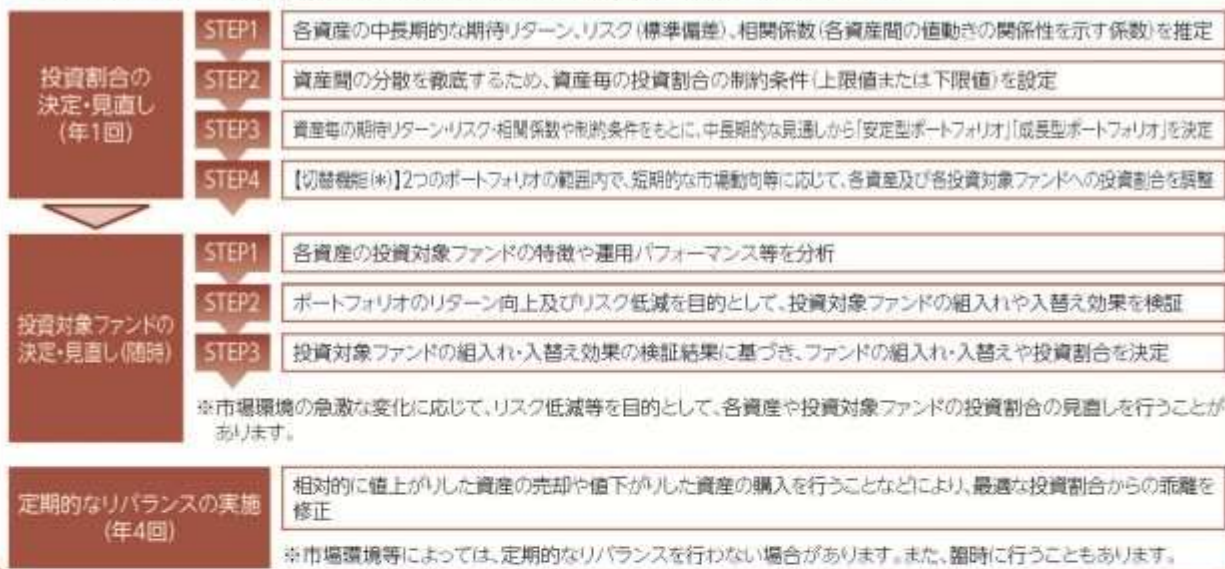 投資割合の
決定・見直し
(年1回)
STEP1
各資産の中長期的な期待リターン、リスク(標準偏差)、相関係数(各資産間の値動きの関係性を示す係数)を推定
STEP2
資産間の分散を徹底するため、資産毎の投資割合の制約条件(上限値または下限値)を設定
STEP3
資産毎の期待リターン・リスク・相関係数や制約条件をもとに、中長期的な見通しから「安定型ポートフォリオ」「成長型ポートフォリオ」を決定
STEP4
【切替機能(*)】2つのポートフォリオの範囲内で、短期的な市場動向等に応じて、各資産及び各投資対象ファンドへの投資割合を調整
投資対象ファンドの
決定・見直し(随時)
STEP1
各資産の投資対象ファンドの特徴や運用パフォーマンス等を分析
STEP2
ポートフォリオのリターン向上及びリスク低減を目的として、投資対象ファンドの組入れや入替え効果を検証
STEP3
投資対象ファンドの組入れ・入替え効果の検証結果に基づき、ファンドの組入れ・入替えや投資割合を決定
※市場環境の急激な変化に応じて、リスク低減等を目的として、各資産や投資対象ファンドの投資割合の見直しを行うことが
あります。
定期的なリバランスの実施
(年4回)
相対的に値上がりした資産の売却や値下がりした資産の購入を行うことなどにより、最適な投資割合からの乖離を
修正
※市場環境等によっては、定期的なリバランスを行わない場合があります。また、臨時に行うこともあります。